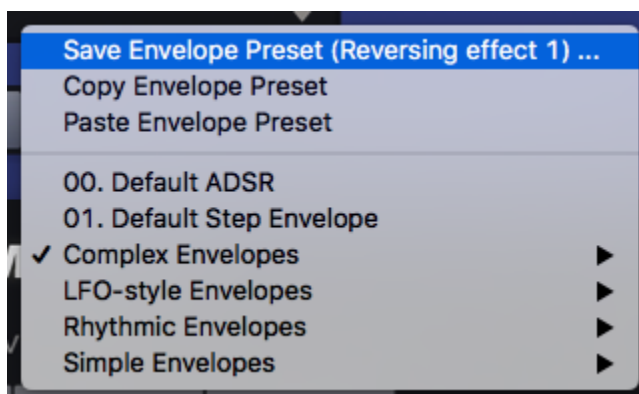 Save Envelope Preset (Reversing effect 1) ...
Copy Envelope Preset
Paste Envelope Preset
00. Default ADSR
01. Default Step Envelope
Complex Envelopes
LFO-style Envelopes
Rhythmic Envelopes
Simple Envelopes